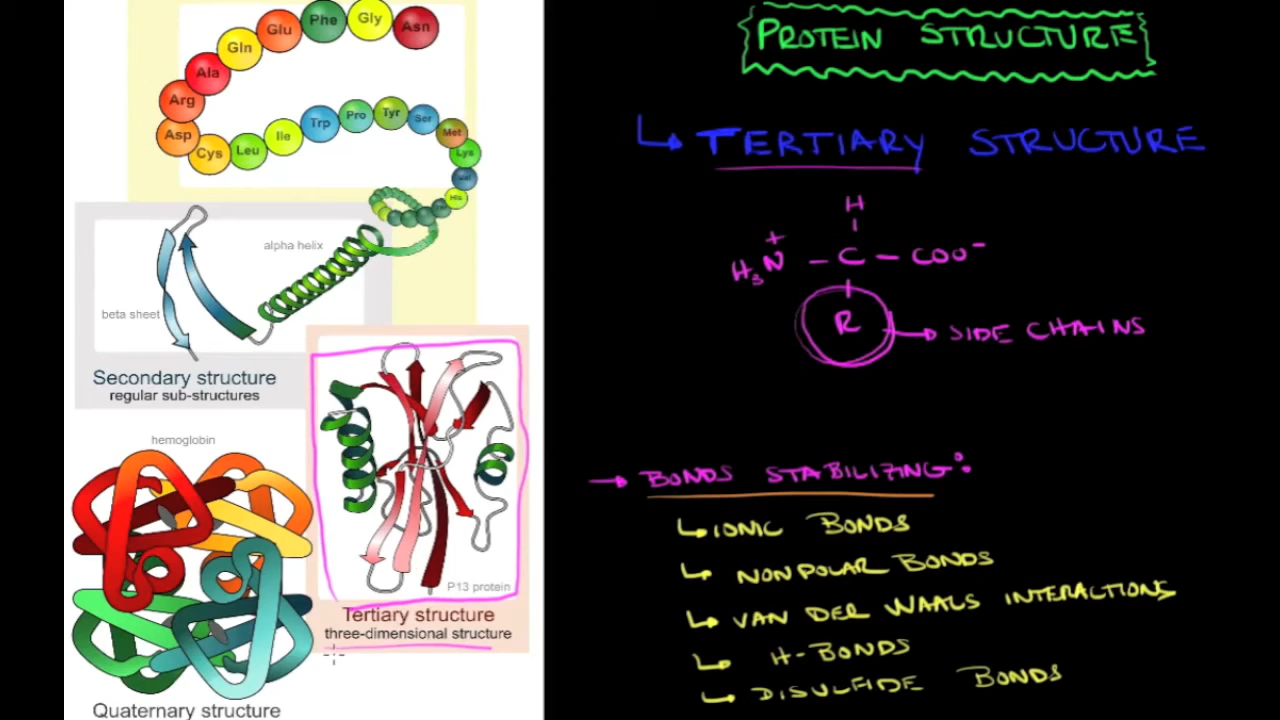 Phe Gly Asn
Glu
Gln
Ala
Arg
Asp
Cys
Leu
Ile
Trp
Pro
Tyr
Ser
Met
Lys
Val
His
alpha helix
beta sheet
Secondary structure
regular sub-structures
P13 protein
Tertiary structure
three-dimensional structure
hemoglobin
Quaternary structure
PROTEIN STRUCTURE
TERTIARY STRUCTURE
H
H3N+ – C – COO–
R → SIDE CHAINS
→ BONDS STABILIZING:
↳ IONIC BONDS
↳ NONPOLAR BONDS
↳ VAN DER WAALS INTERACTIONS
↳ H-BONDS
↳ DISULFIDE BONDS